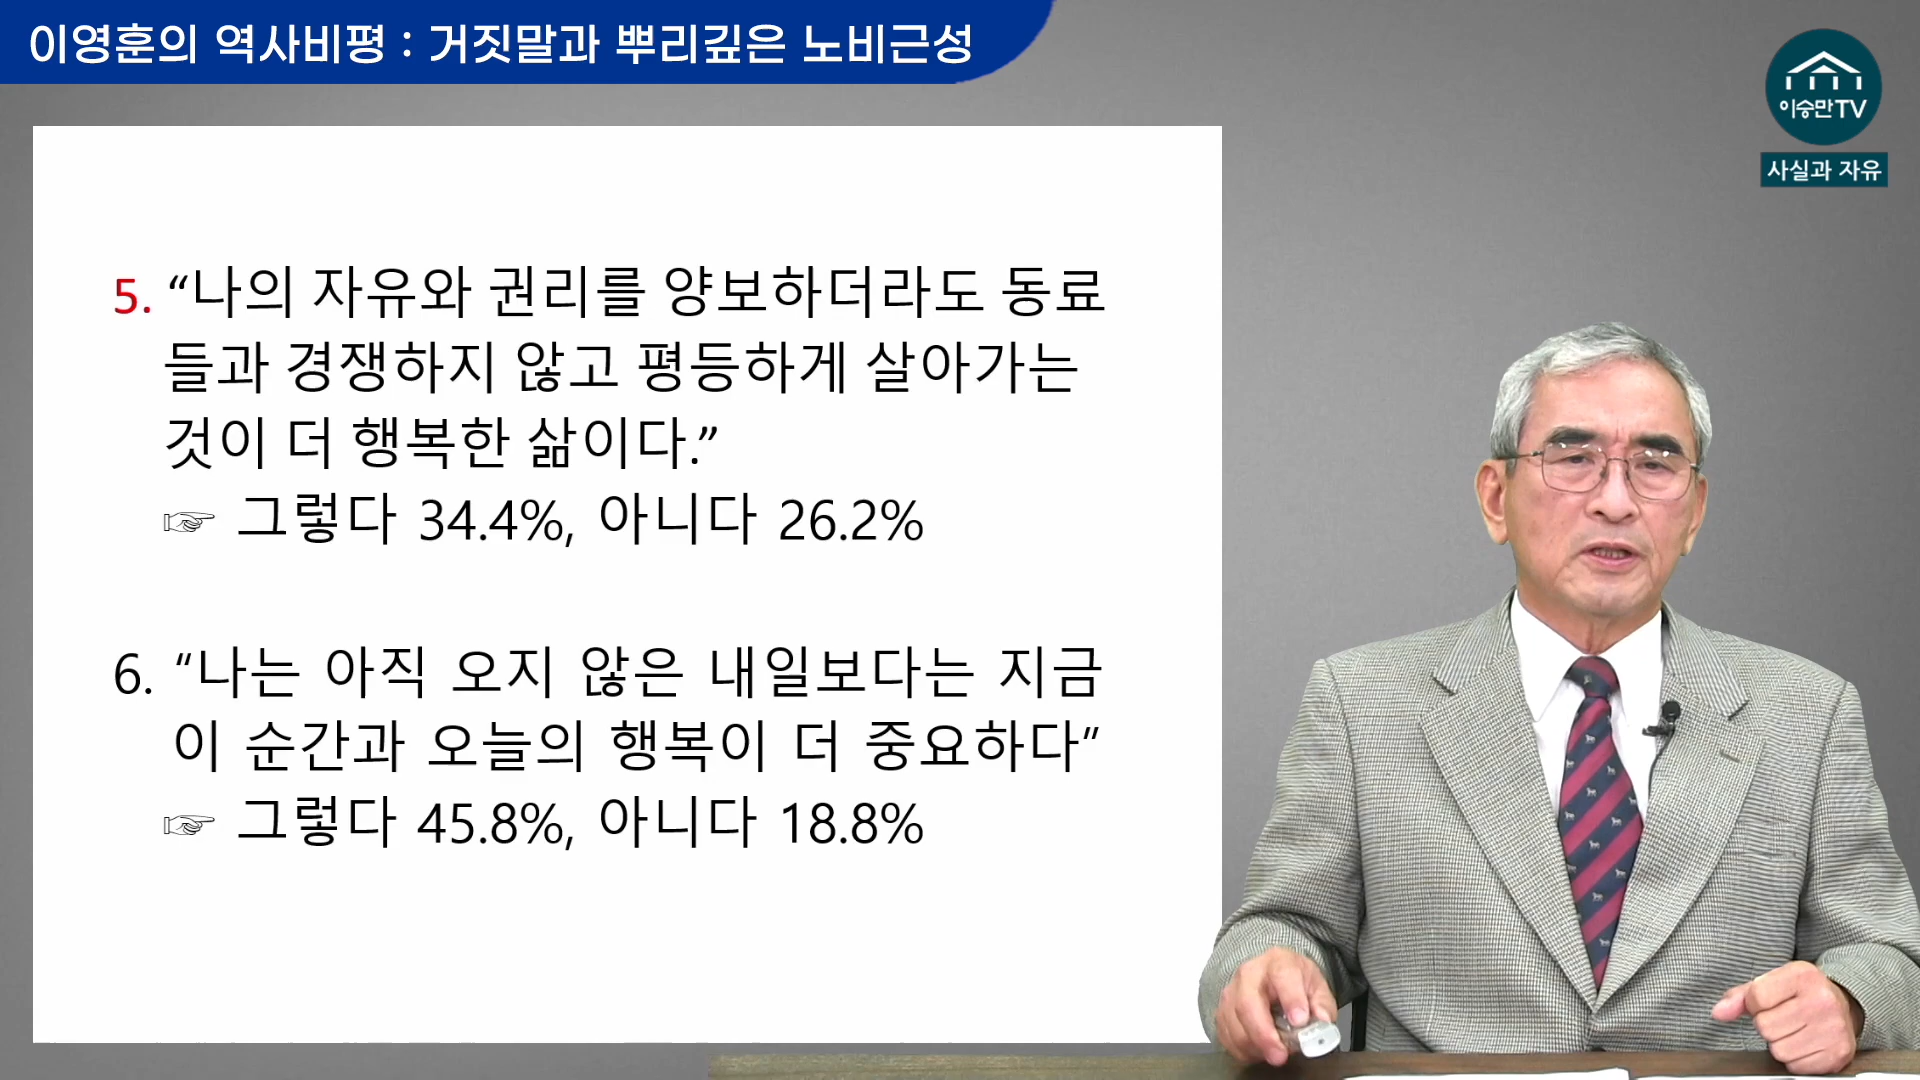 이영훈의 역사비평 : 거짓말과 뿌리깊은 노비근성
이승만TV
사실과 자유
5. “나의 자유와 권리를 양보하더라도 동료
들과 경쟁하지 않고 평등하게 살아가는
것이 더 행복한 삶이다.”
☞ 그렇다 34.4%, 아니다 26.2%
6. “나는 아직 오지 않은 내일보다는 지금
이 순간과 오늘의 행복이 더 중요하다”
☞ 그렇다 45.8%, 아니다 18.8%